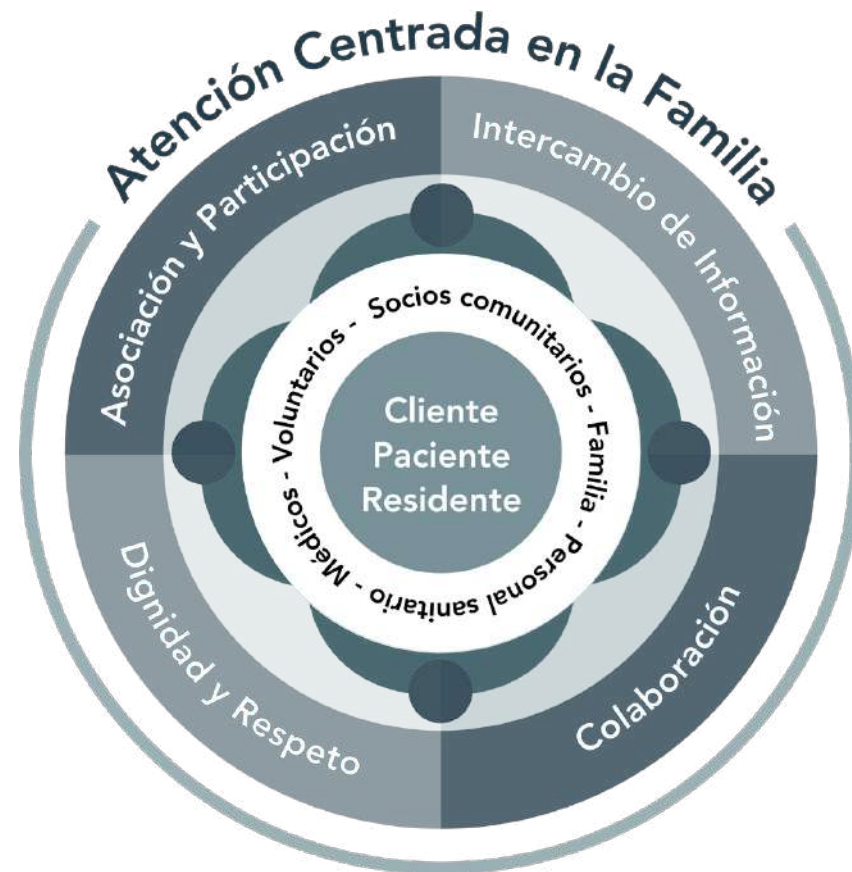 Atención Centrada en la Familia
Asociación y Participación
Intercambio de Información
Socios comunitarios - Familia - Personal sanitario - Médicos - Voluntarios -
Cliente
Paciente
Residente
Dignidad y Respeto
Colaboración